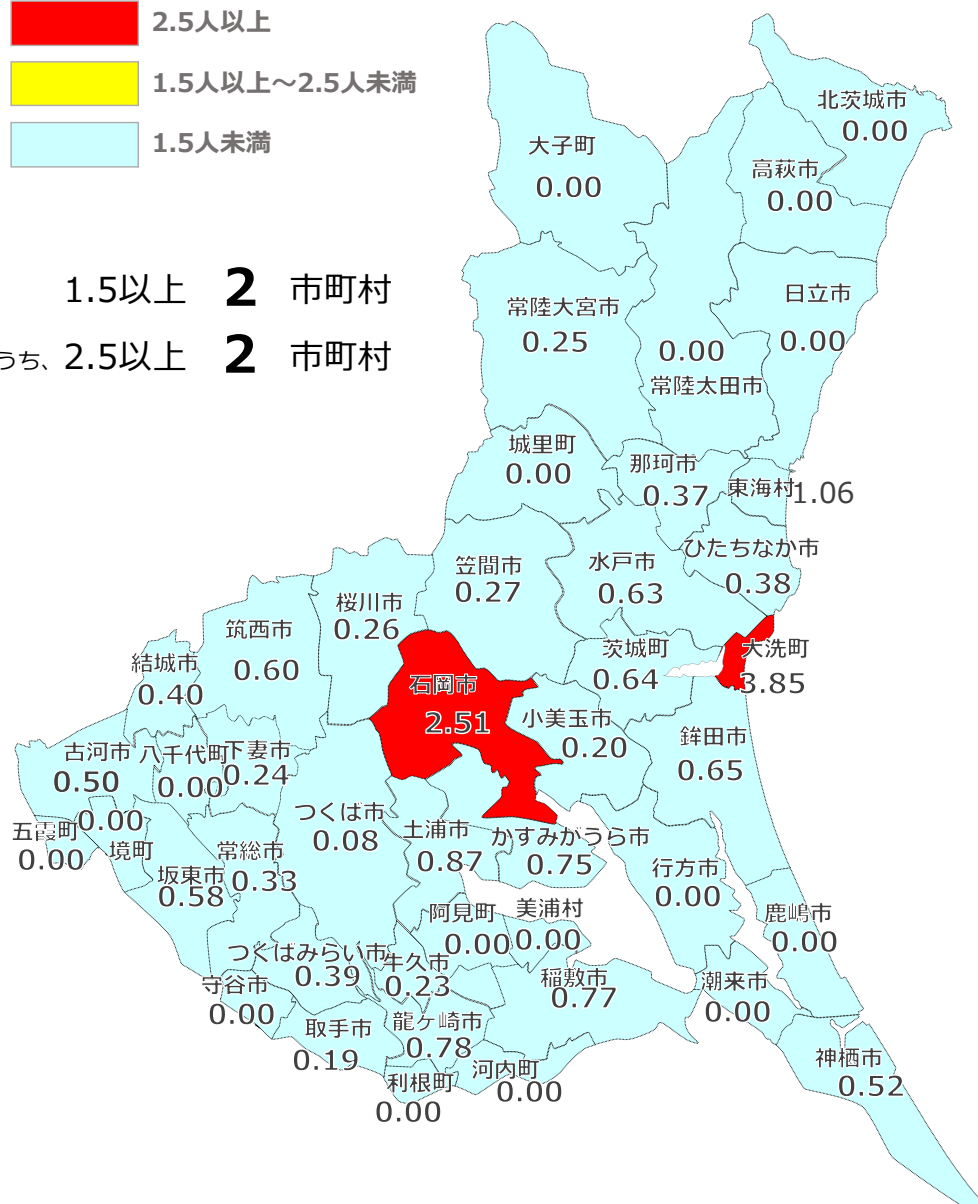 2.5人以上
1.5人以上～2.5人未満
1.5人未満
1.5以上 2 市町村
うち、2.5以上 2 市町村
北茨城市
0.00
大子町
0.00
高萩市
0.00
日立市
0.00
常陸大宮市
0.25
0.00
常陸太田市
城里町
0.00
那珂市
0.37
東海村
1.06
ひたちなか市
0.38
水戸市
0.63
笠間市
0.27
桜川市
0.26
筑西市
0.60
結城市
0.40
茨城町
0.64
大洗町
3.85
石岡市
2.51
小美玉市
0.20
鉾田市
0.65
古河市
0.50
八千代町
0.00
下妻市
0.24
五霞町
0.00
0.00
境町
坂東市
0.58
常総市
0.33
つくば市
0.08
土浦市
0.87
かすみがうら市
0.75
行方市
0.00
鹿嶋市
0.00
阿見町
0.00
美浦村
0.00
つくばみらい市
0.39
牛久市
0.23
稲敷市
0.77
潮来市
0.00
守谷市
0.00
取手市
0.19
龍ヶ崎市
0.78
利根町
0.00
河内町
0.00
神栖市
0.52